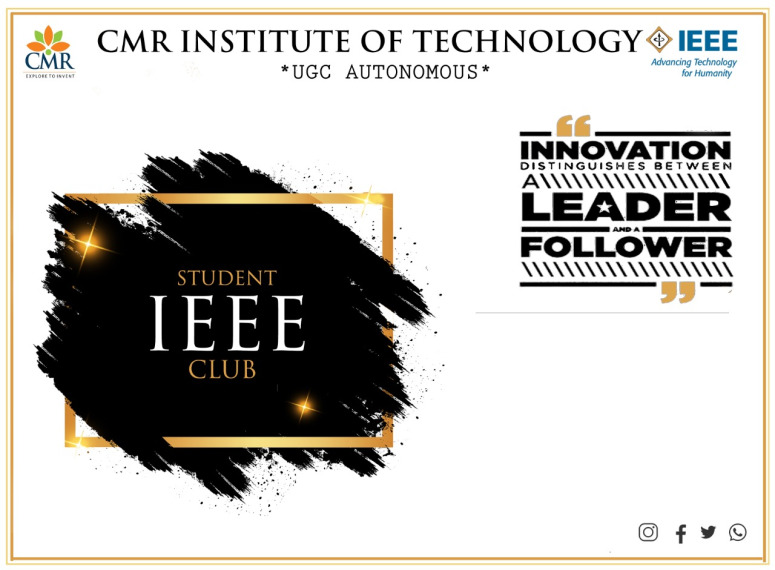 CMR
EXPLORE TO INVENT
CMR INSTITUTE OF TECHNOLOGY
*UGC AUTONOMOUS*
IEEE
Advancing Technology
for Humanity
“
INNOVATION
DISTINGUISHES BETWEEN
A
LEADER
AND A
FOLLOWER
”
STUDENT
IEEE
CLUB